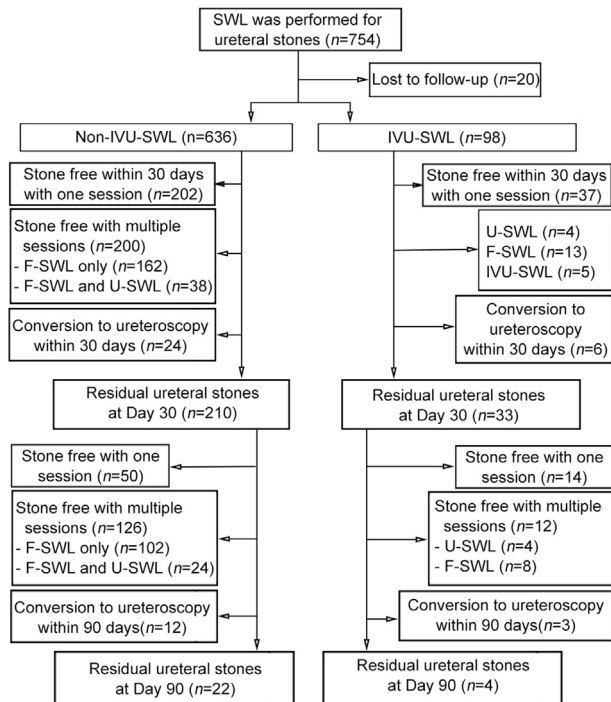 SWL was performed for
ureteral stones (n=754)
Lost to follow-up (n=20)
Non-IVU-SWL (n=636)
IVU-SWL (n=98)
Stone free within 30 days
with one session (n=202)
Stone free within 30 days
with one session (n=37)
Stone free with multiple
sessions (n=200)
- F-SWL only (n=162)
- F-SWL and U-SWL (n=38)
U-SWL (n=4)
F-SWL (n=13)
IVU-SWL (n=5)
Conversion to ureteroscopy
within 30 days (n=24)
Conversion to
ureteroscopy
within 30 days (n=6)
Residual ureteral stones
at Day 30 (n=210)
Residual ureteral stones
at Day 30 (n=33)
Stone free with one
session (n=50)
Stone free with one
session (n=14)
Stone free with multiple
sessions (n=126)
- F-SWL only (n=102)
- F-SWL and U-SWL (n=24)
Stone free with multiple
sessions (n=12)
- U-SWL (n=4)
- F-SWL (n=8)
Conversion to ureteroscopy
within 90 days(n=12)
Conversion to ureteroscopy
within 90 days(n=3)
Residual ureteral stones
at Day 90 (n=22)
Residual ureteral stones
at Day 90 (n=4)